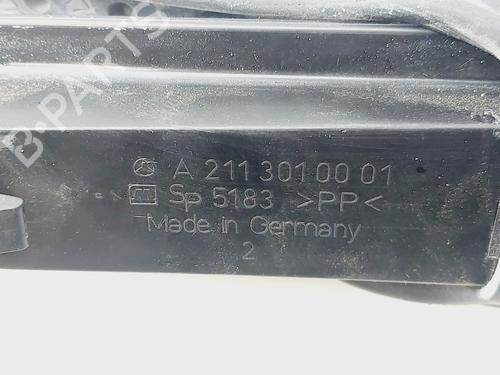 B-PARTS
A 211 301 00 01
Sp 5183 >PP<
Made in Germany
2